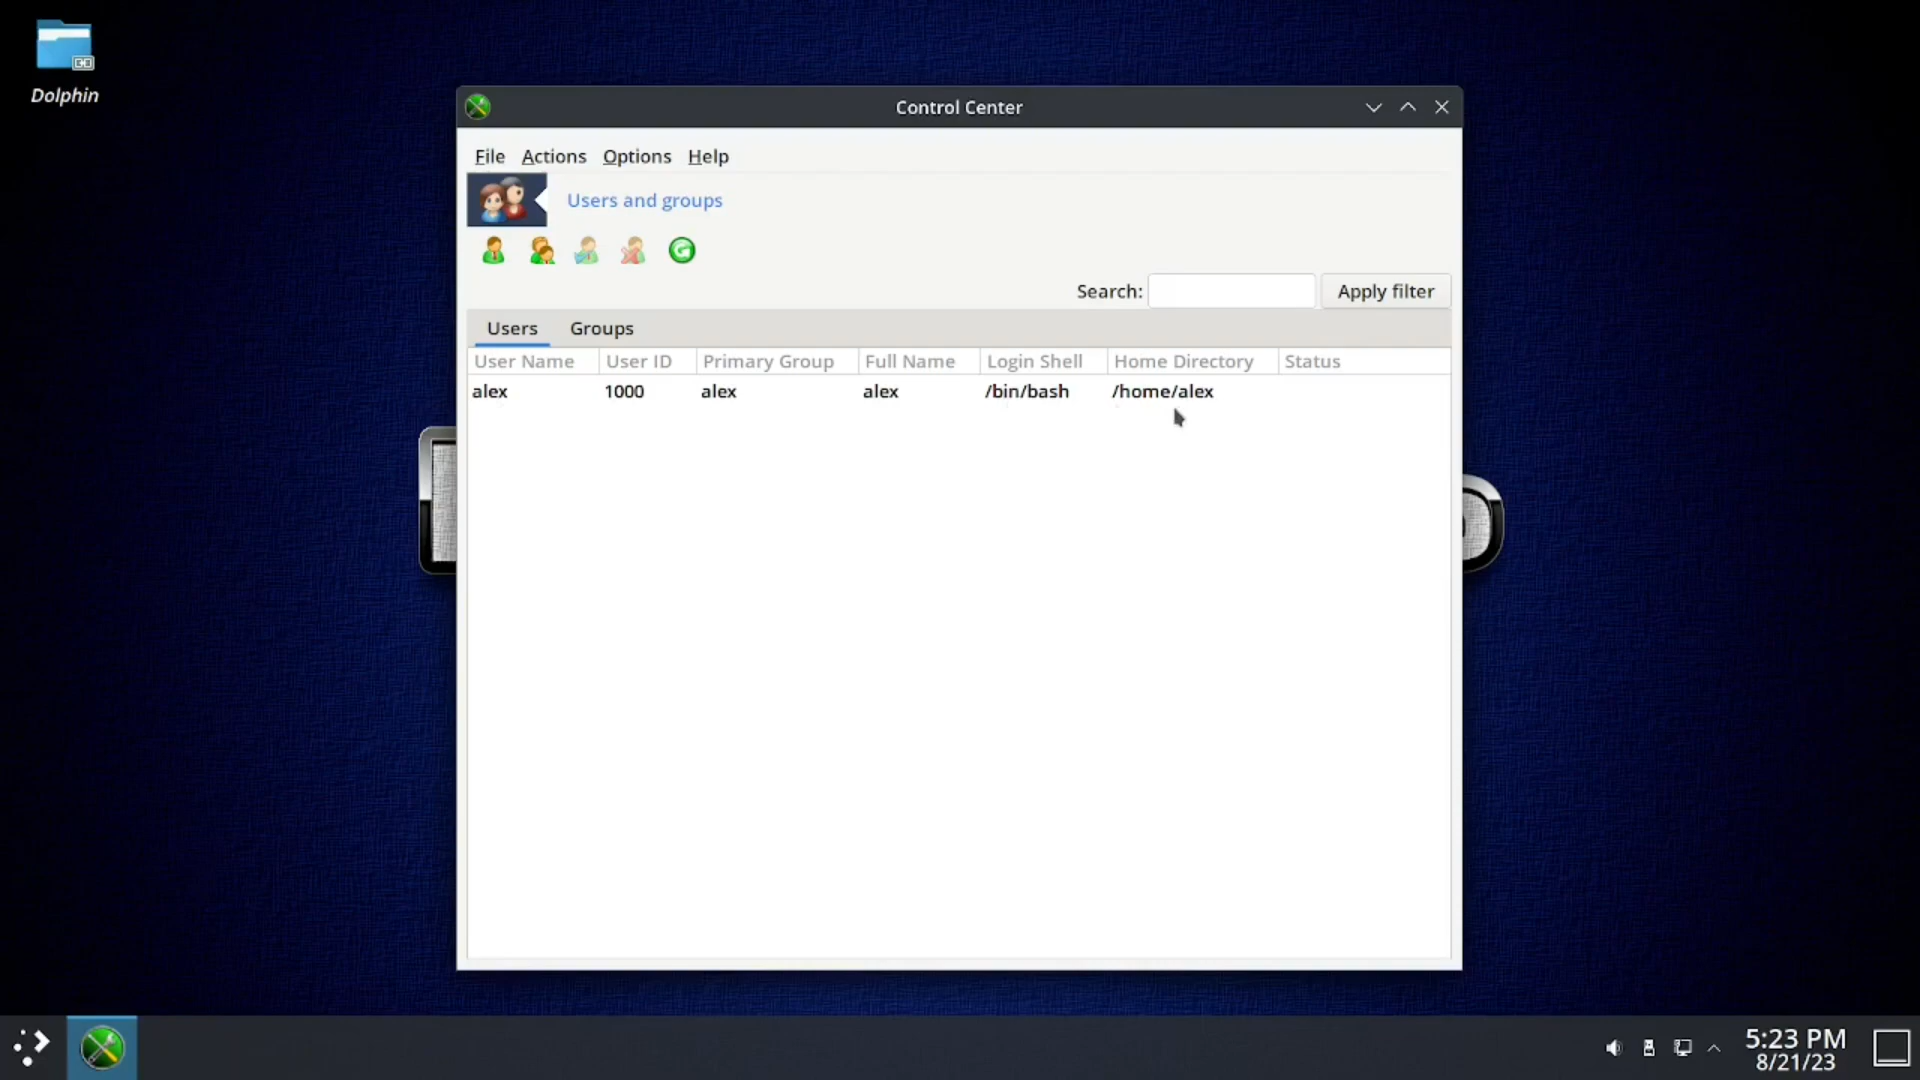 Dolphin
Control Center
File Actions Options Help
Users and groups
Search: Apply filter
Users Groups
User Name User ID Primary Group Full Name Login Shell Home Directory Status
alex 1000 alex alex /bin/bash /home/alex
5:23 PM
8/21/23